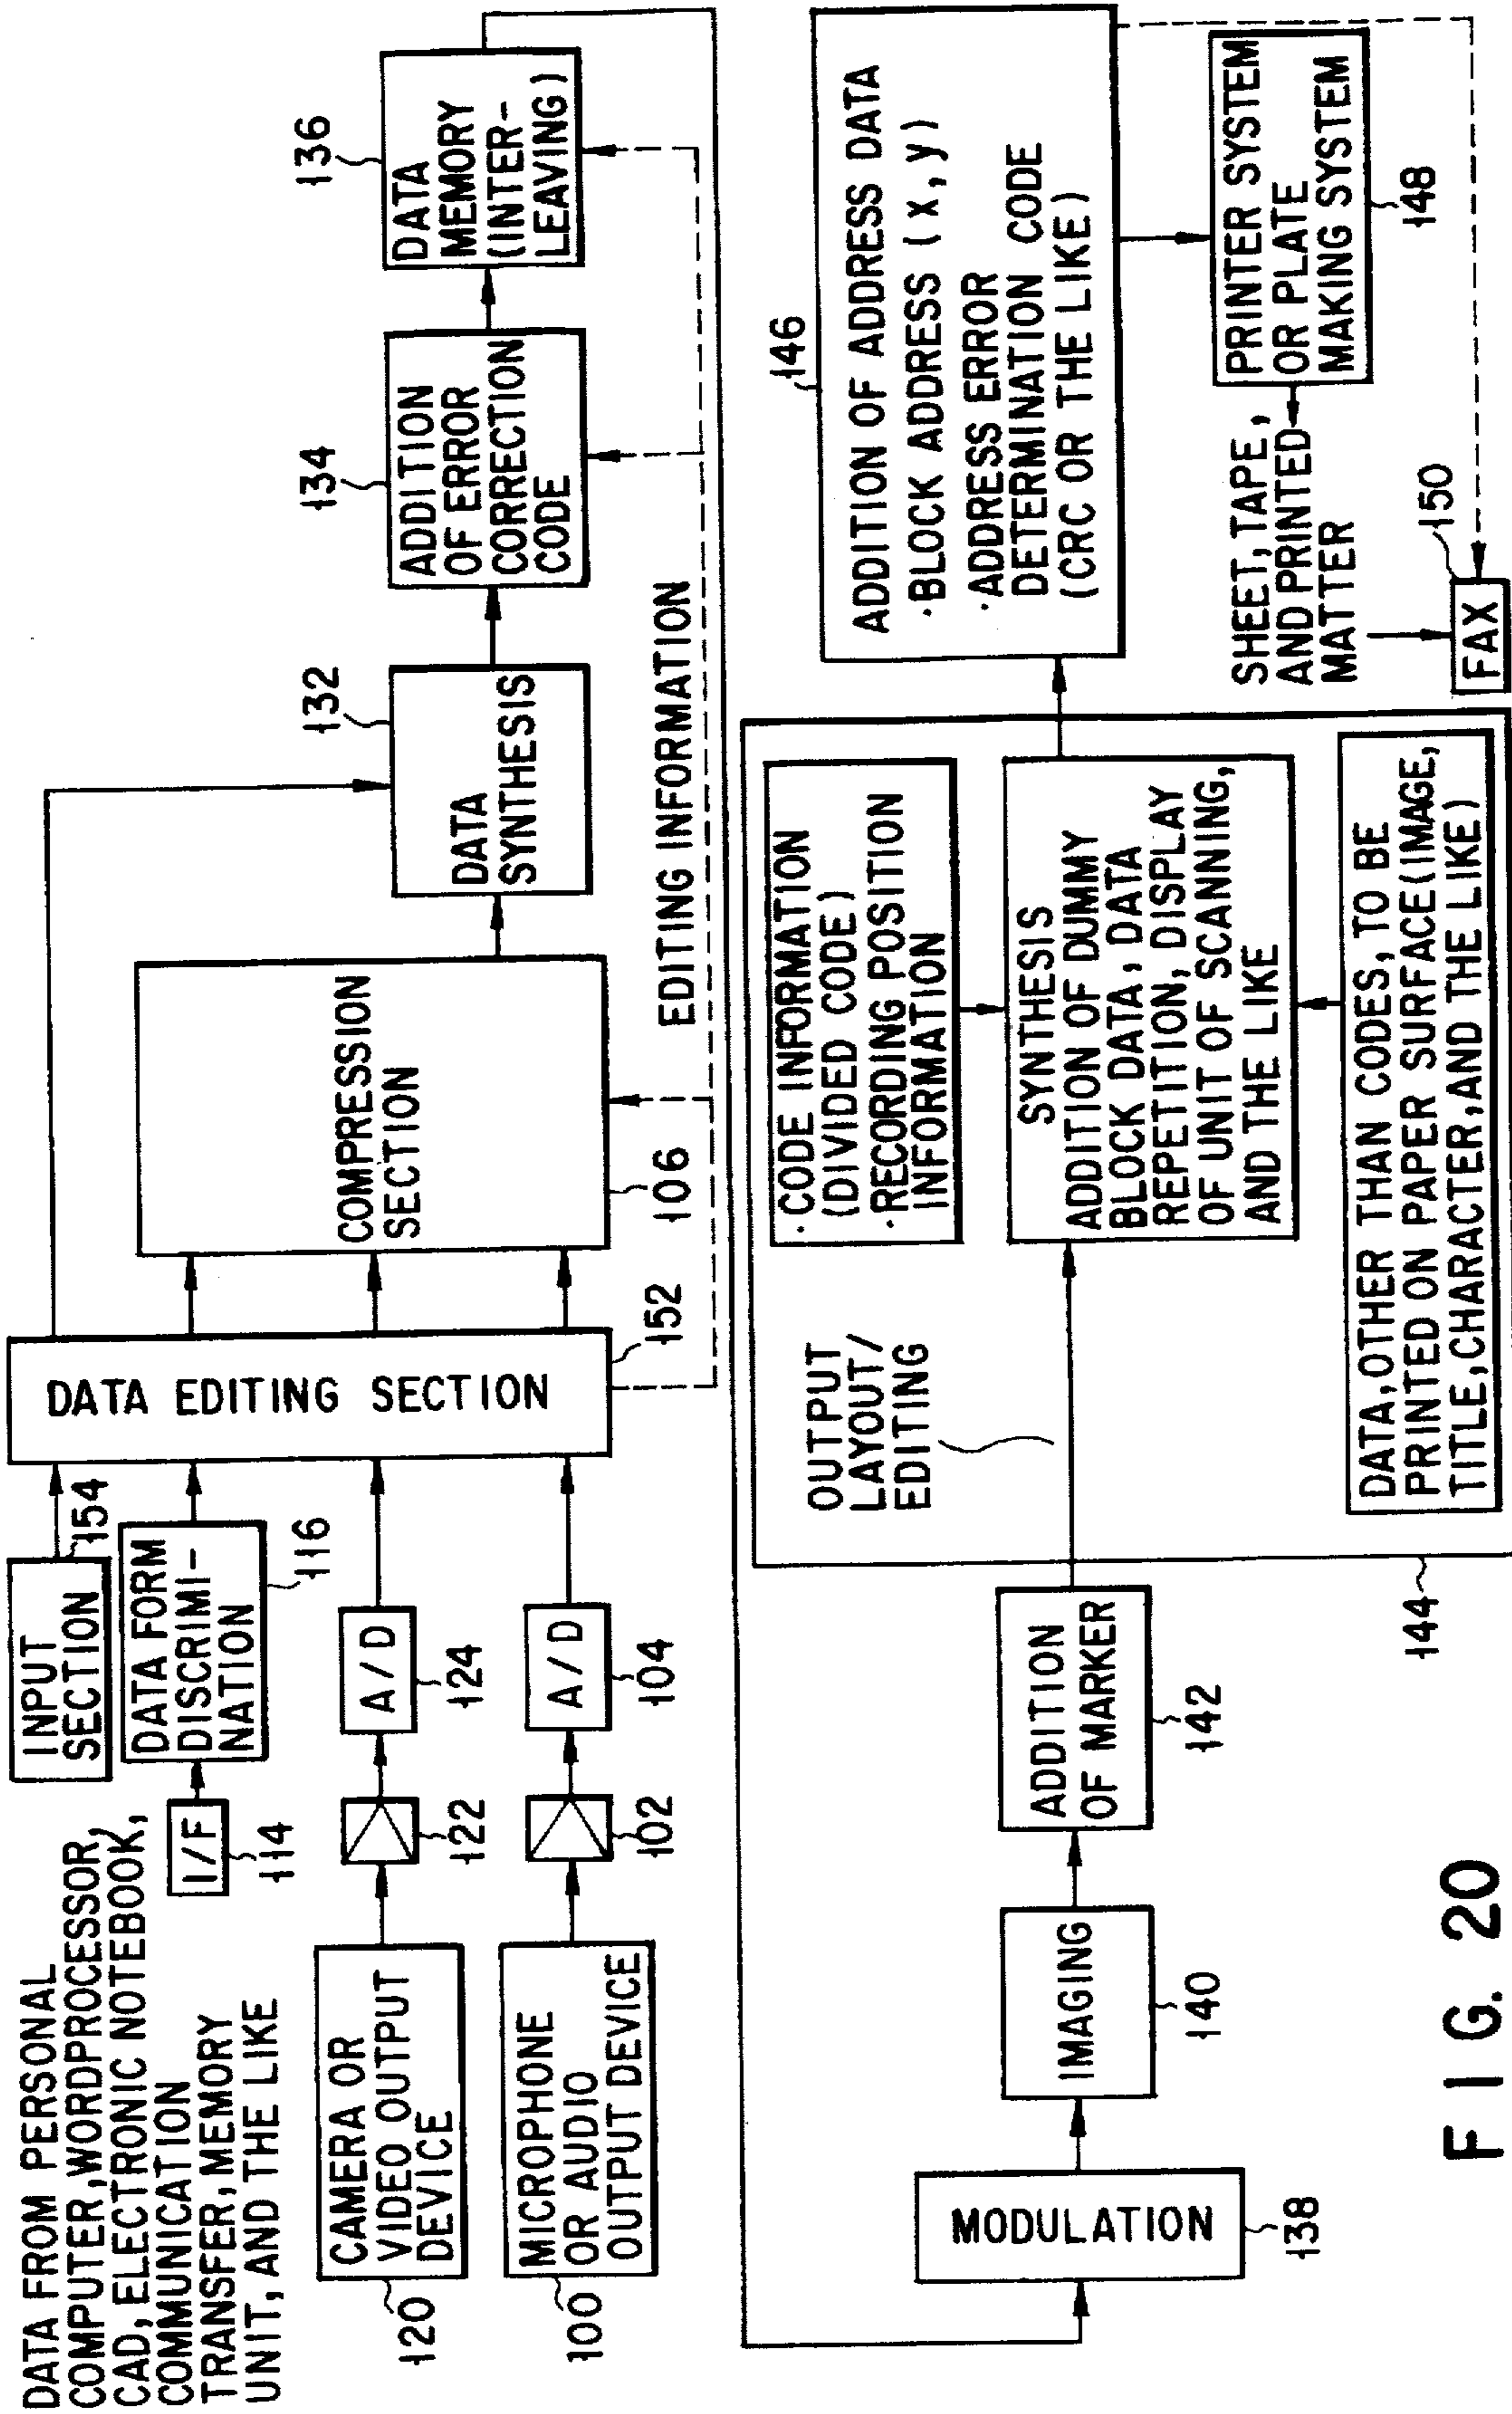 DATA FROM PERSONAL
COMPUTER,WORDPROCESSOR,
CAD,ELECTRONIC NOTEBOOK,
COMMUNICATION
TRANSFER,MEMORY
UNIT,AND THE LIKE
I/F
114
INPUT
SECTION
154
DATA FORM
DISCRIMI-
NATION
116
CAMERA OR
VIDEO OUTPUT
DEVICE
120
122
A/D
124
MICROPHONE
OR AUDIO
OUTPUT DEVICE
100
102
A/D
104
DATA EDITING SECTION
152
COMPRESSION
SECTION
106
DATA
SYNTHESIS
132
EDITING INFORMATION
ADDITION
OF ERROR
CORRECTION
CODE
134
DATA
MEMORY
(INTER-
LEAVING)
136
MODULATION
138
IMAGING
140
ADDITION
OF MARKER
142
OUTPUT
LAYOUT/
EDITING
144
·CODE INFORMATION
(DIVIDED CODE)
·RECORDING POSITION
INFORMATION
SYNTHESIS
ADDITION OF DUMMY
BLOCK DATA, DATA
REPETITION, DISPLAY
OF UNIT OF SCANNING,
AND THE LIKE
DATA,OTHER THAN CODES, TO BE
PRINTED ON PAPER SURFACE(IMAGE,
TITLE,CHARACTER,AND THE LIKE)
146
ADDITION OF ADDRESS DATA
·BLOCK ADDRESS (x,y)
·ADDRESS ERROR
DETERMINATION CODE
(CRC OR THE LIKE)
PRINTER SYSTEM
OR PLATE
MAKING SYSTEM
148
SHEET,TAPE,
AND PRINTED
MATTER
150
FAX
FIG. 20